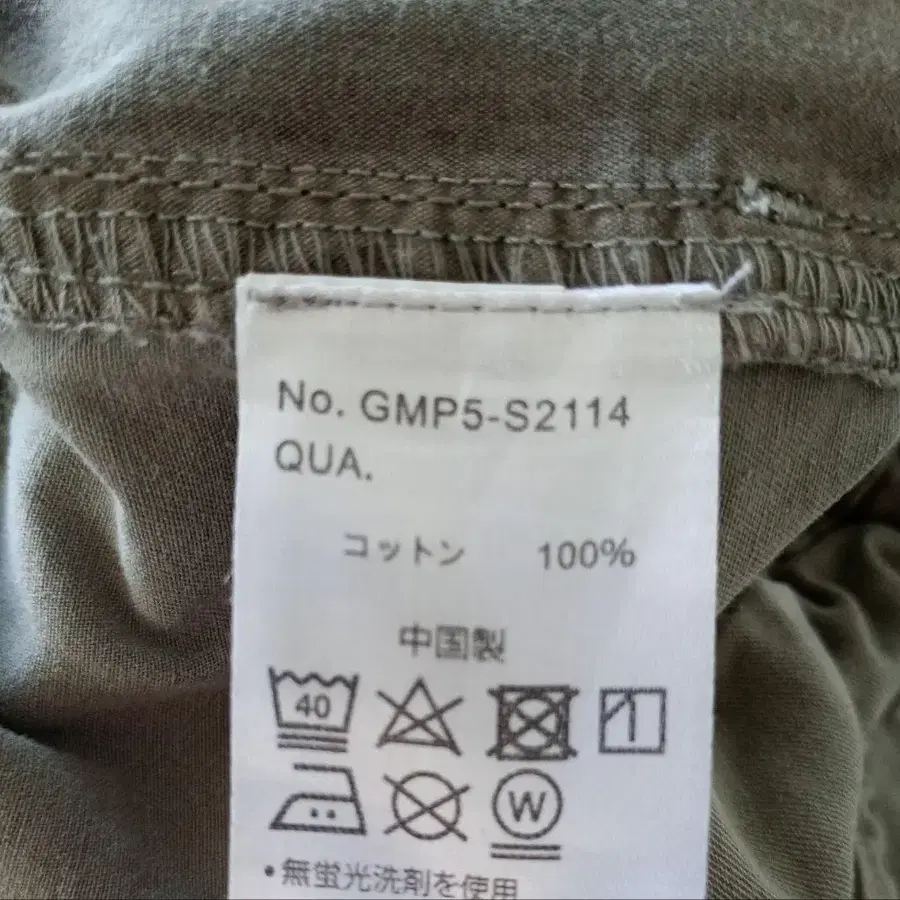 No. GMP5-S2114
QUA.
コットン 100%
中国製
40
W
・無蛍光洗剤を使用